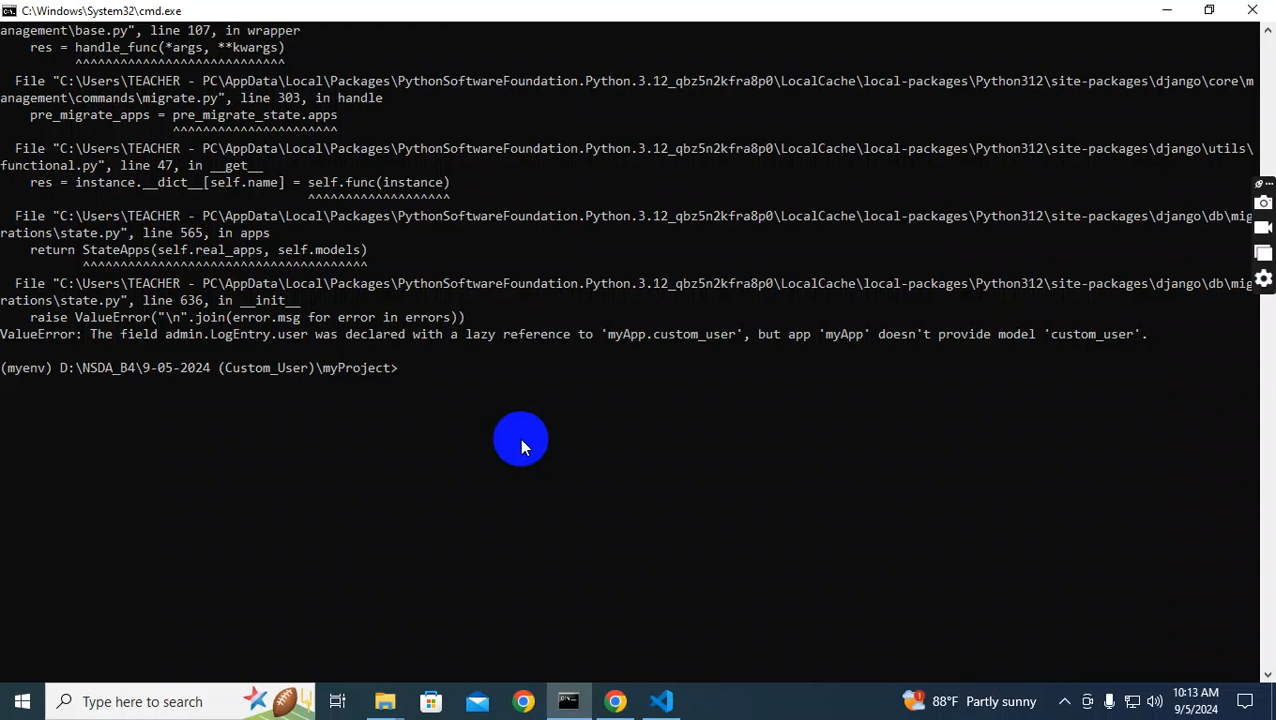 C:\Windows\System32\cmd.exe
anagement\base.py", line 107, in wrapper
    res = handle_func(*args, **kwargs)
          ^^^^^^^^^^^^^^^^^^^^^^^^^^^^
  File "C:\Users\TEACHER - PC\AppData\Local\Packages\PythonSoftwareFoundation.Python.3.12_qbz5n2kfra8p0\LocalCache\local-packages\Python312\site-packages\django\core\m
anagement\commands\migrate.py", line 303, in handle
    pre_migrate_apps = pre_migrate_state.apps
                       ^^^^^^^^^^^^^^^^^^^^^^
  File "C:\Users\TEACHER - PC\AppData\Local\Packages\PythonSoftwareFoundation.Python.3.12_qbz5n2kfra8p0\LocalCache\local-packages\Python312\site-packages\django\utils\
functional.py", line 47, in __get__
    res = instance.__dict__[self.name] = self.func(instance)
                                         ^^^^^^^^^^^^^^^^^^^
  File "C:\Users\TEACHER - PC\AppData\Local\Packages\PythonSoftwareFoundation.Python.3.12_qbz5n2kfra8p0\LocalCache\local-packages\Python312\site-packages\django\db\mig
rations\state.py", line 565, in apps
    return StateApps(self.real_apps, self.models)
           ^^^^^^^^^^^^^^^^^^^^^^^^^^^^^^^^^^^^^^
  File "C:\Users\TEACHER - PC\AppData\Local\Packages\PythonSoftwareFoundation.Python.3.12_qbz5n2kfra8p0\LocalCache\local-packages\Python312\site-packages\django\db\mig
rations\state.py", line 636, in __init__
    raise ValueError("\n".join(error.msg for error in errors))
ValueError: The field admin.LogEntry.user was declared with a lazy reference to 'myApp.custom_user', but app 'myApp' doesn't provide model 'custom_user'.
(myenv) D:\NSDA_B4\9-05-2024 (Custom_User)\myProject>
Type here to search
1
88°F Partly sunny
10:13 AM
9/5/2024